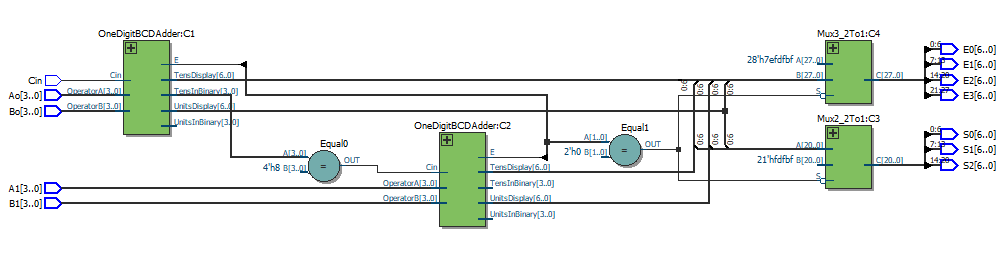 OneDigitBCDAdder:C1
Cin
Ao[3..0]
Bo[3..0]
Cin
OperatorA[3..0]
OperatorB[3..0]
E
TensDisplay[6..0]
TensInBinary[3..0]
UnitsDisplay[6..0]
UnitsInBinary[3..0]
Equal0
A[3..0]
4'h8 B[3..0]
=
OUT
A1[3..0]
B1[3..0]
OneDigitBCDAdder:C2
Cin
OperatorA[3..0]
OperatorB[3..0]
E
TensDisplay[6..0]
TensInBinary[3..0]
UnitsDisplay[6..0]
UnitsInBinary[3..0]
Equal1
A[1..0]
2'h0 B[1..0]
=
OUT
0:6
0:6
0:6
0:6
0:6
0:6
0:6
Mux3_2To1:C4
28'h7efdfbf A[27..0]
B[27..0]
S
C[27..0]
0:6
7:13
14:20
21:27
E0[6..0]
E1[6..0]
E2[6..0]
E3[6..0]
Mux2_2To1:C3
A[20..0]
21'hfdfbf B[20..0]
S
C[20..0]
0:6
7:13
14:20
S0[6..0]
S1[6..0]
S2[6..0]